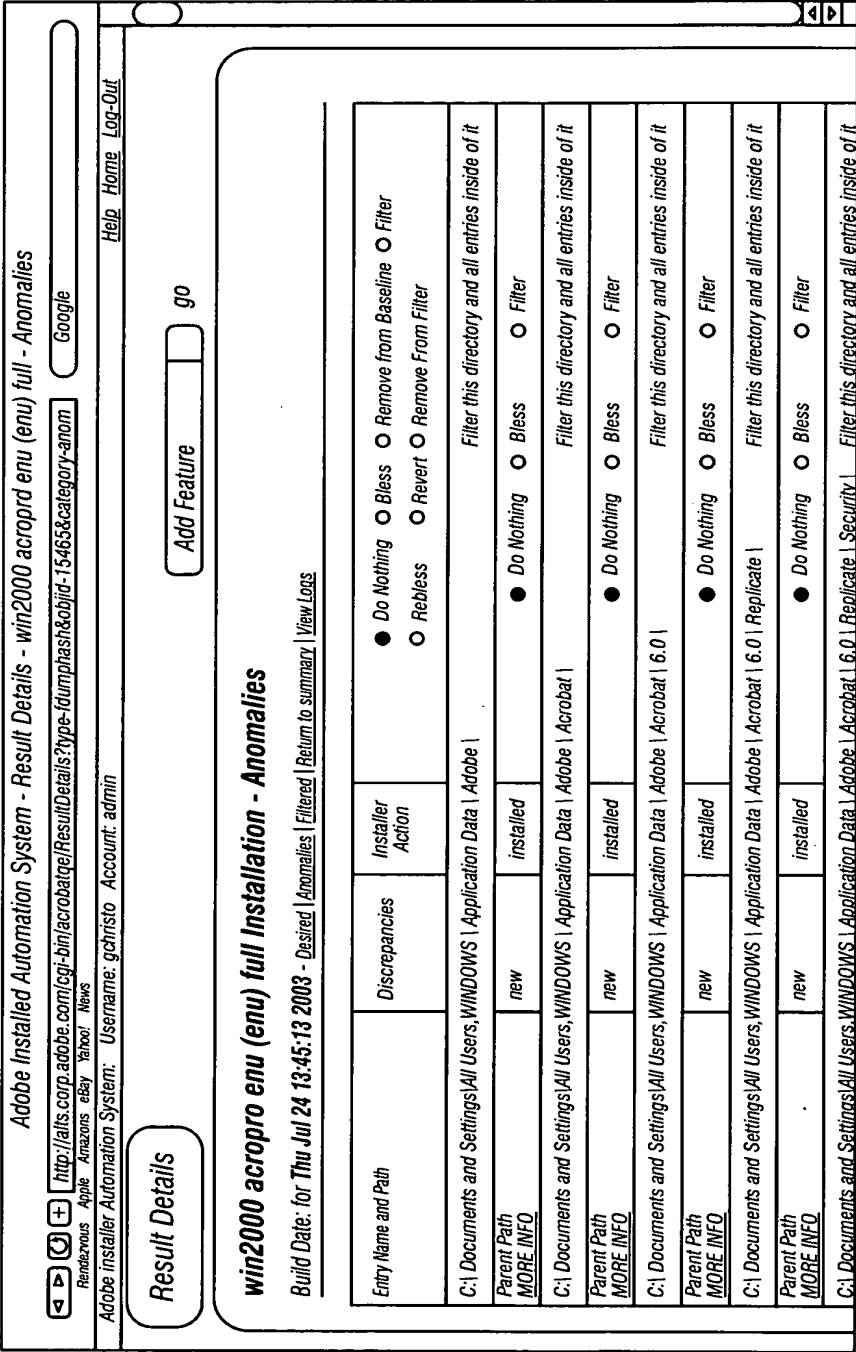 Adobe Installed Automation System - Result Details - win2000 acroprd enu (enu) full - Anomalies
http://alts.corp.adobe.com/cgi-bin/acrobatqe/ResultDetails?type-fdumphash&objid-15465&category-anom
Google
Rendezvous Apple Amazons eBay Yahoo! News
Adobe installer Automation System: Username: gchristo Account: admin
Help Home Log-Out
Result Details
Add Feature
go
win2000 acropro enu (enu) full Installation - Anomalies
Build Date: for Thu Jul 24 13:45:13 2003 - Desired | Anomalies | Filtered | Return to summary | View Logs
Entry Name and Path
Discrepancies
Installer
Action
Do Nothing Bless Remove from Baseline Filter
Rebless Revert Remove From Filter
C:\ Documents and Settings\All Users,WINDOWS \ Application Data \ Adobe \ Filter this directory and all entries inside of it
Parent Path
MORE INFO
new
installed
Do Nothing Bless Filter
C:\ Documents and Settings\All Users,WINDOWS \ Application Data \ Adobe \ Acrobat \ Filter this directory and all entries inside of it
Parent Path
MORE INFO
new
installed
Do Nothing Bless Filter
C:\ Documents and Settings\All Users,WINDOWS \ Application Data \ Adobe \ Acrobat \ 6.0 \ Filter this directory and all entries inside of it
Parent Path
MORE INFO
new
installed
Do Nothing Bless Filter
C:\ Documents and Settings\All Users,WINDOWS \ Application Data \ Adobe \ Acrobat \ 6.0 \ Replicate \ Filter this directory and all entries inside of it
Parent Path
MORE INFO
new
installed
Do Nothing Bless Filter
C:\ Documents and Settings\All Users,WINDOWS \ Application Data \ Adobe \ Acrobat \ 6.0 \ Replicate \ Security \ Filter this directory and all entries inside of it